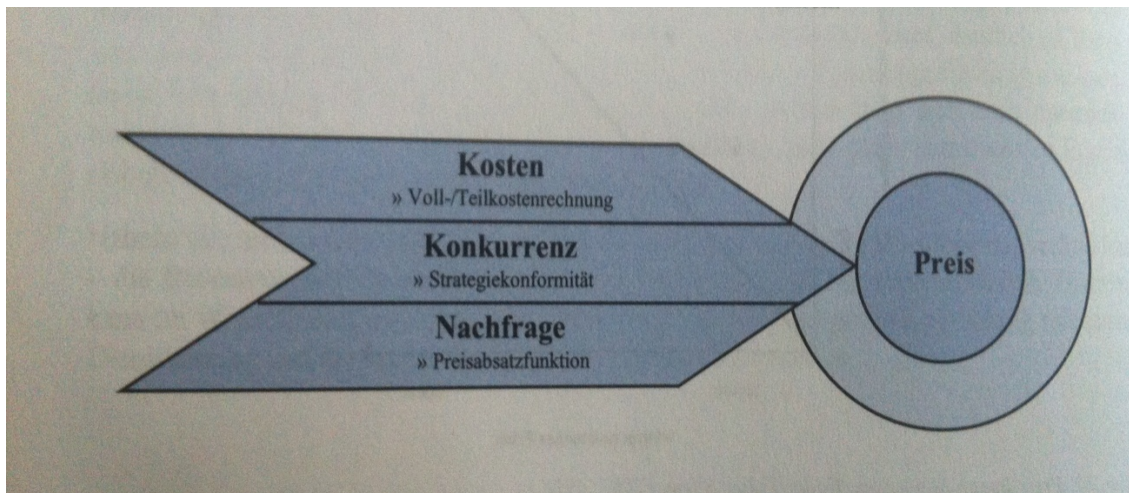 Kosten
» Voll-/Teilkostenrechnung
Konkurrenz
» Strategiekonformität
Nachfrage
» Preisabsatzfunktion
Preis